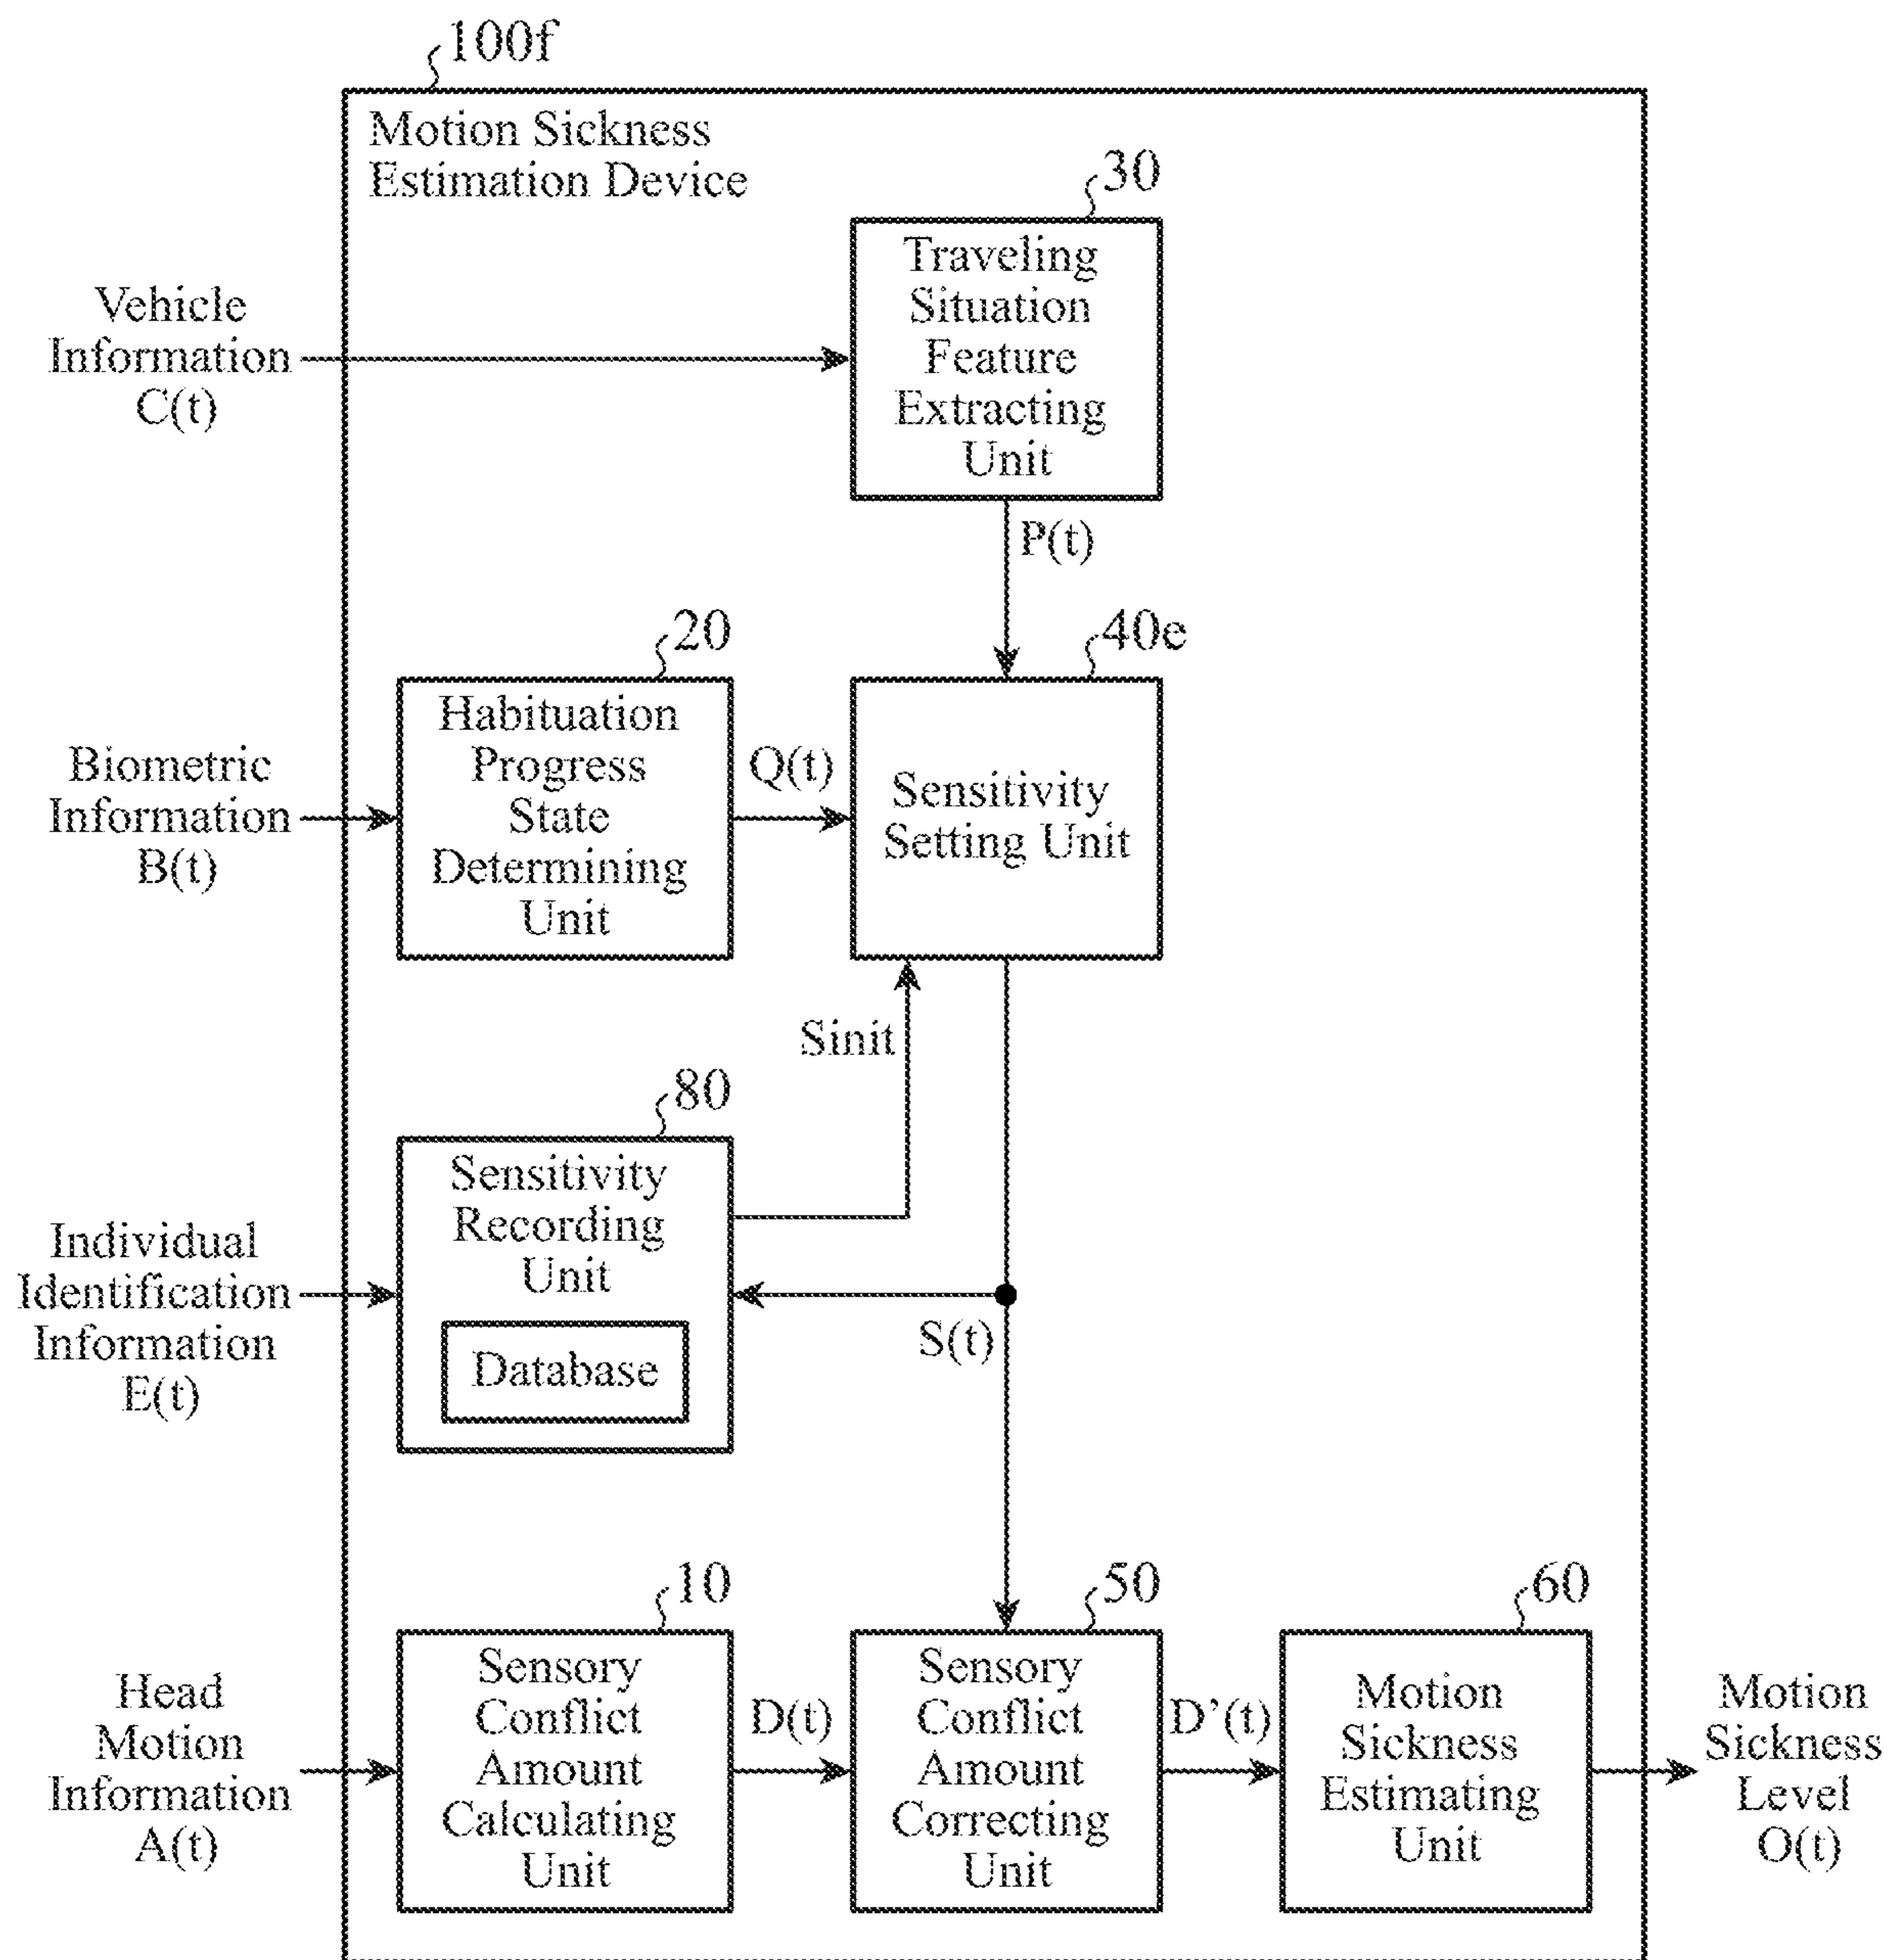 100f
Motion Sickness
Estimation Device
30
Traveling
Situation
Feature
Extracting
Unit
Vehicle
Information
C(t)
P(t)
20
40e
Habituation
Progress
State
Determining
Unit
Biometric
Information
B(t)
Q(t)
Sensitivity
Setting Unit
Sinit
80
Sensitivity
Recording
Unit
Database
Individual
Identification
Information
E(t)
S(t)
10
50
60
Head
Motion
Information
A(t)
Sensory
Conflict
Amount
Calculating
Unit
D(t)
Sensory
Conflict
Amount
Correcting
Unit
D’(t)
Motion
Sickness
Estimating
Unit
Motion
Sickness
Level
O(t)